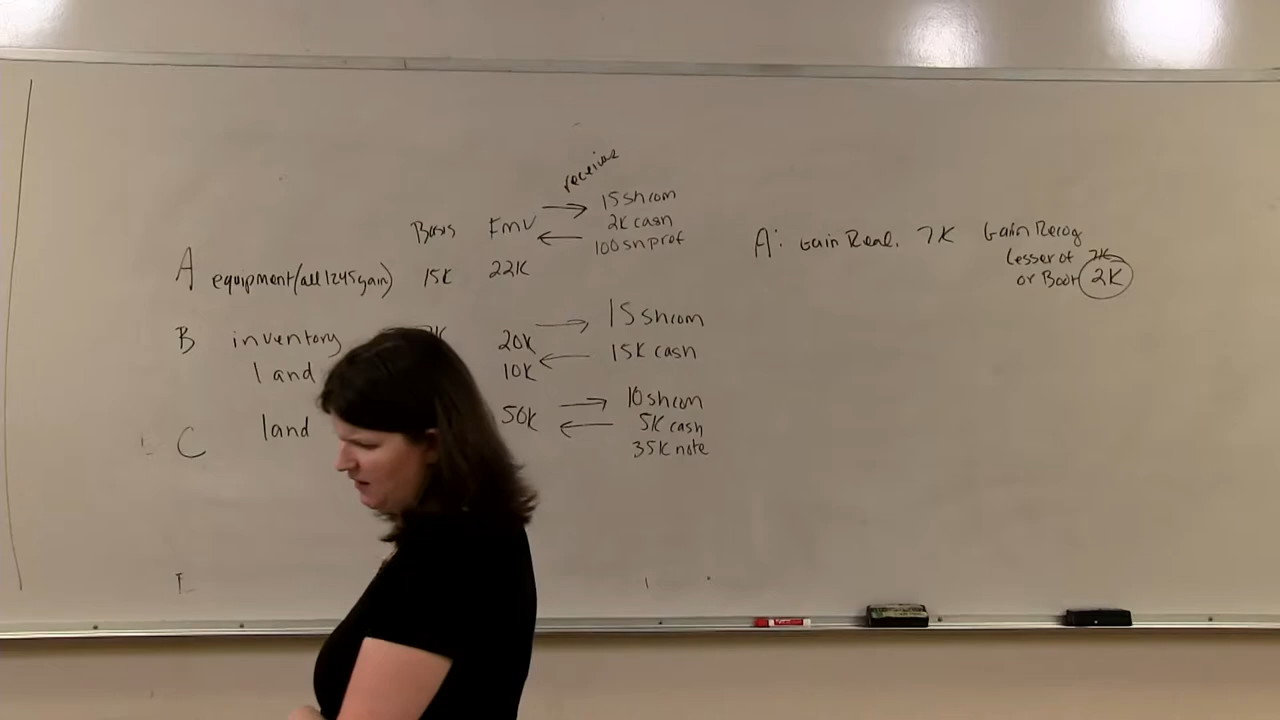 receives
15 sh com
Basis FMV 2K cash
100 sh pref
A equipment (all 1245 gain) 15K 22K
B inventory 20K 15 sh com
land 10K 15K cash
C land 50K 10 sh com
5K cash
35K note
A: Gain Real. 7K Gain Recog
Lesser of 7K
or Boot 2K